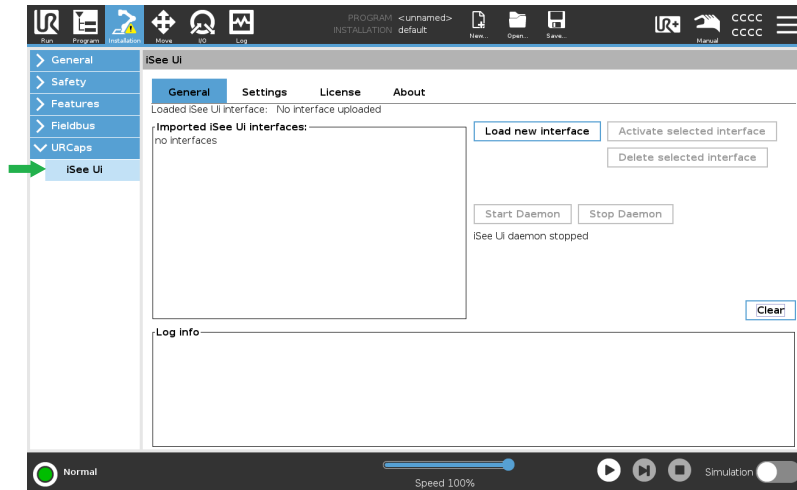 PROGRAM <unnamed>
INSTALLATION default
Run Program Installation Move I/O Log New... Open... Save... UR+ Manual CCCC
CCCC
General
Safety
Features
Fieldbus
URCaps
iSee Ui
iSee Ui
General Settings License About
Loaded iSee Ui interface: No interface uploaded
Imported iSee Ui interfaces:
no interfaces
Load new interface Activate selected interface
Delete selected interface
Start Daemon Stop Daemon
iSee Ui daemon stopped
Clear
Log info
Normal
Speed 100%
Simulation